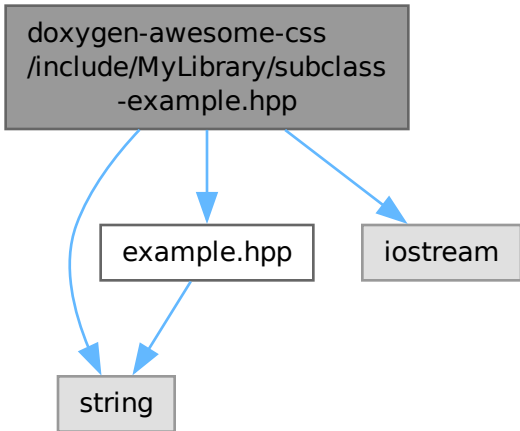 doxygen-awesome-css
/include/MyLibrary/subclass
-example.hpp
example.hpp
iostream
string